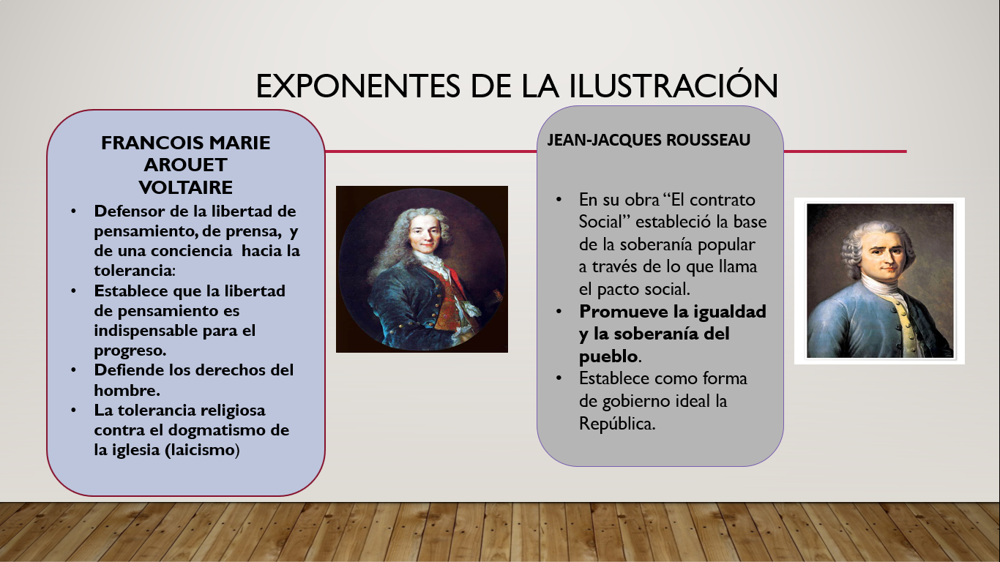 EXPONENTES DE LA ILUSTRACIÓN
FRANCOIS MARIE
AROUET
VOLTAIRE
• Defensor de la libertad de
pensamiento, de prensa, y
de una conciencia hacia la
tolerancia:
• Establece que la libertad
de pensamiento es
indispensable para el
progreso.
• Defiende los derechos del
hombre.
• La tolerancia religiosa
contra el dogmatismo de
la iglesia (laicismo)
JEAN-JACQUES ROUSSEAU
• En su obra “El contrato
Social” estableció la base
de la soberanía popular
a través de lo que llama
el pacto social.
• Promueve la igualdad
y la soberanía del
pueblo.
• Establece como forma
de gobierno ideal la
República.